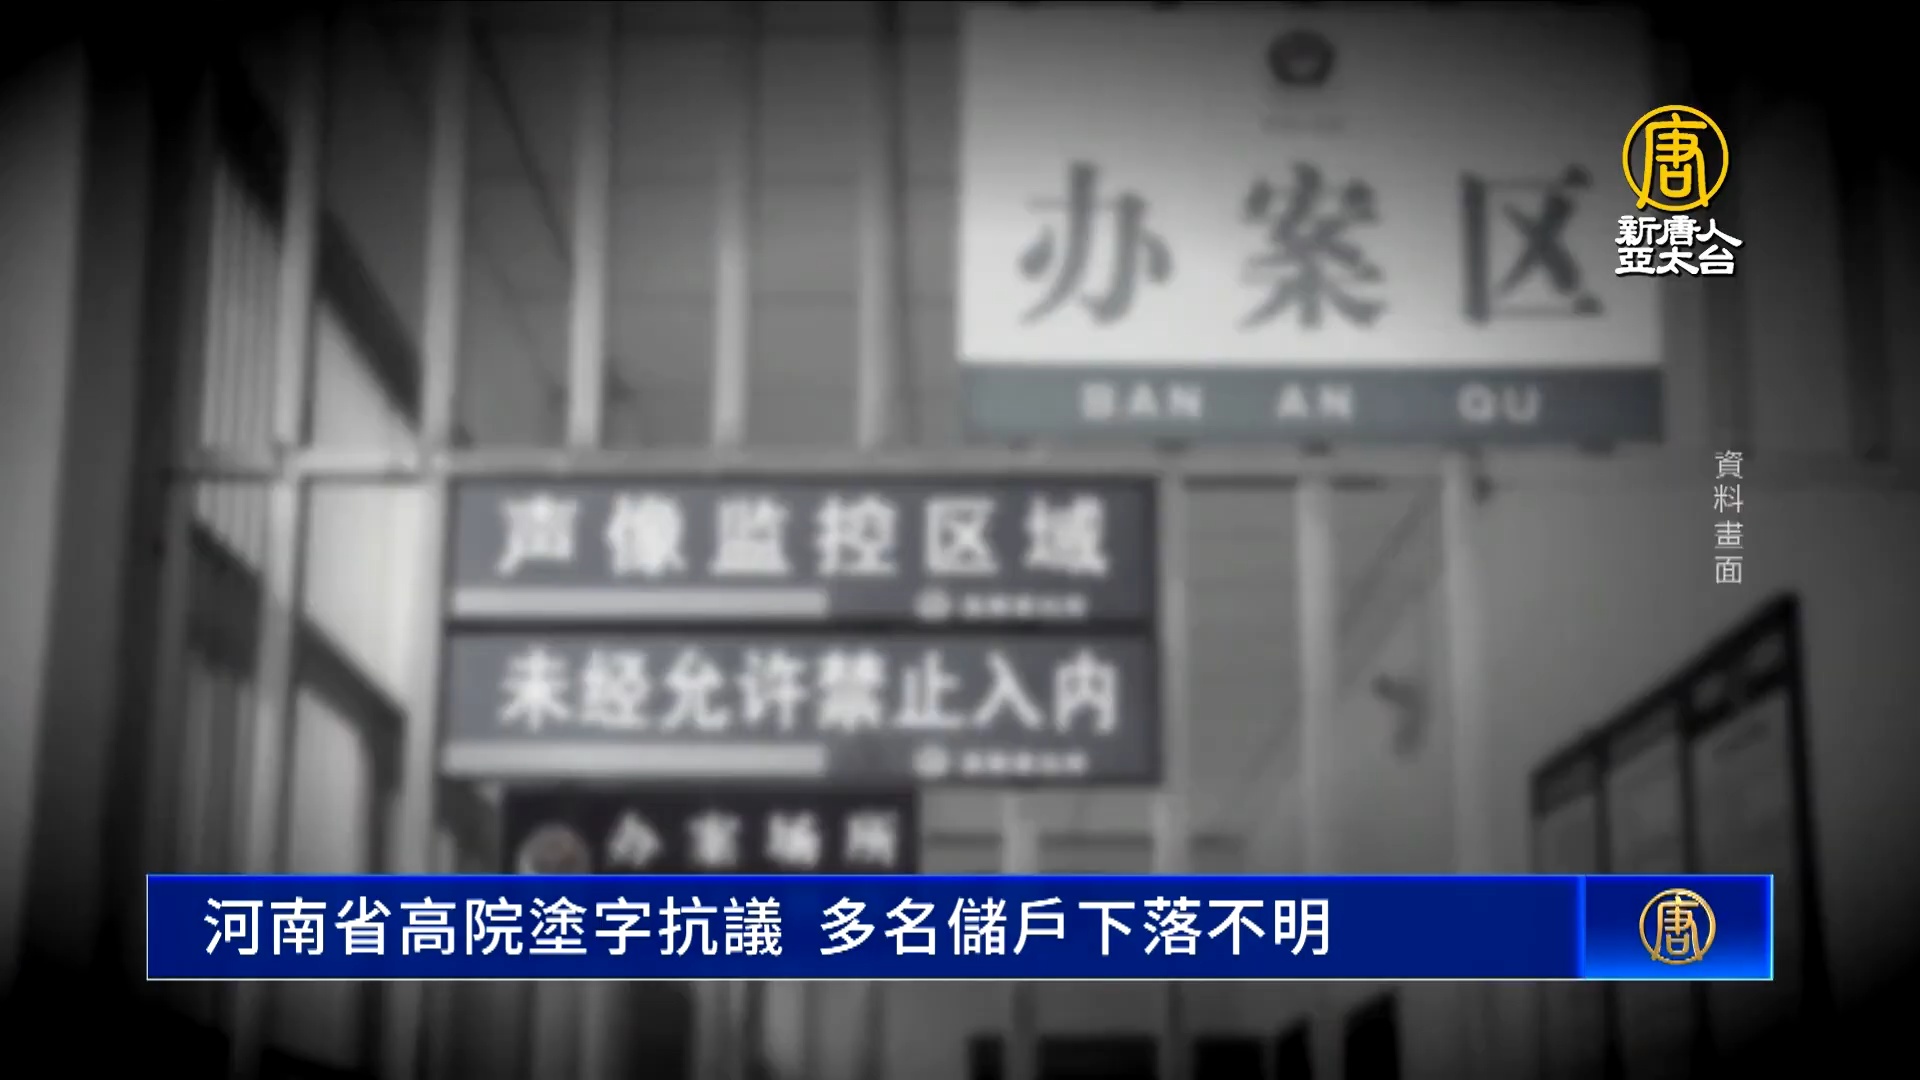 办案区
BAN AN QU
唐
新唐人
亞太台
資料畫面
声像监控区域
未经允许禁止入内
办案场所
河南省高院塗字抗議 多名儲戶下落不明
唐